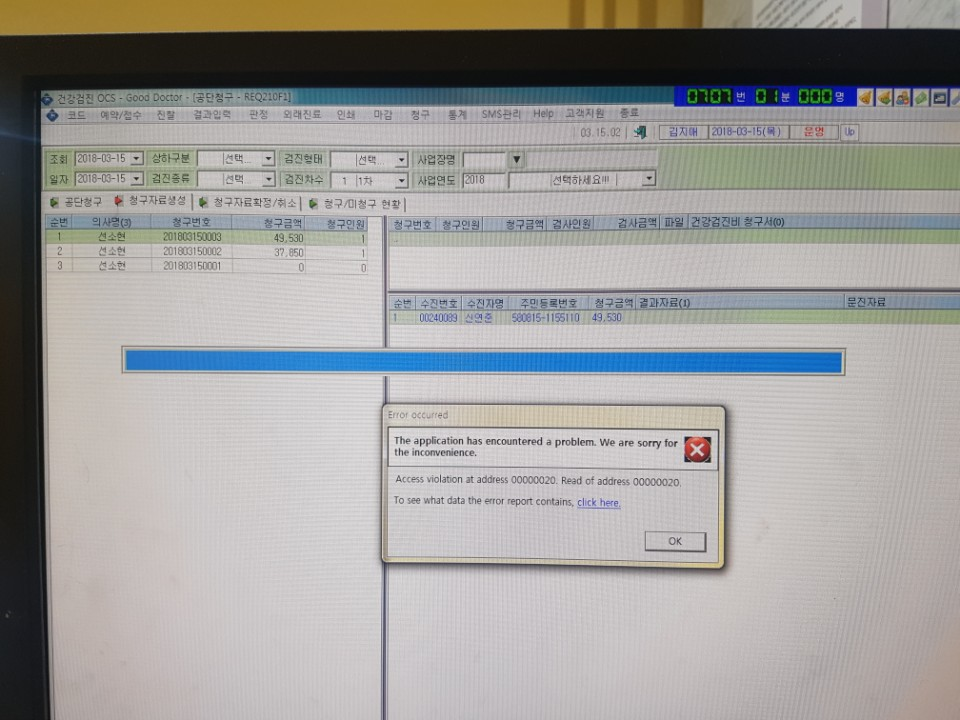 건강검진 OCS - Good Doctor - [공단청구 - REQ210F1]
0707 번 01 분 000 명
코드 예약/접수 진찰 결과입력 판정 외래진료 인쇄 마감 청구 통계 SMS관리 Help 고객지원 종료
03.15.02 김지애 2018-03-15(목) 운영 Up
조회 2018-03-15 상하구분 선택 검진형태 선택... 사업장명
일자 2018-03-15 검진종류 선택 검진차수 1 1차 사업연도 2018 선택하세요!!!
공단청구 청구자료생성 청구자료확정/취소 청구/미청구 현황
순번 의사명(3) 청구번호 청구금액 청구인원
1 선소현 201803150003 49,530 1
2 선소현 201803150002 37,850 1
3 선소현 201803150001 0 0
청구번호 청구인원 청구금액 검사인원 검사금액 파일 건강검진비 청구서(0)
순번 수진번호 수진자명 주민등록번호 청구금액 결과자료(1) 문진자료
1 00240089 신연준 580815-1155110 49,530
Error occurred
The application has encountered a problem. We are sorry for
the inconvenience.
Access violation at address 00000020. Read of address 00000020.
To see what data the error report contains, click here.
OK